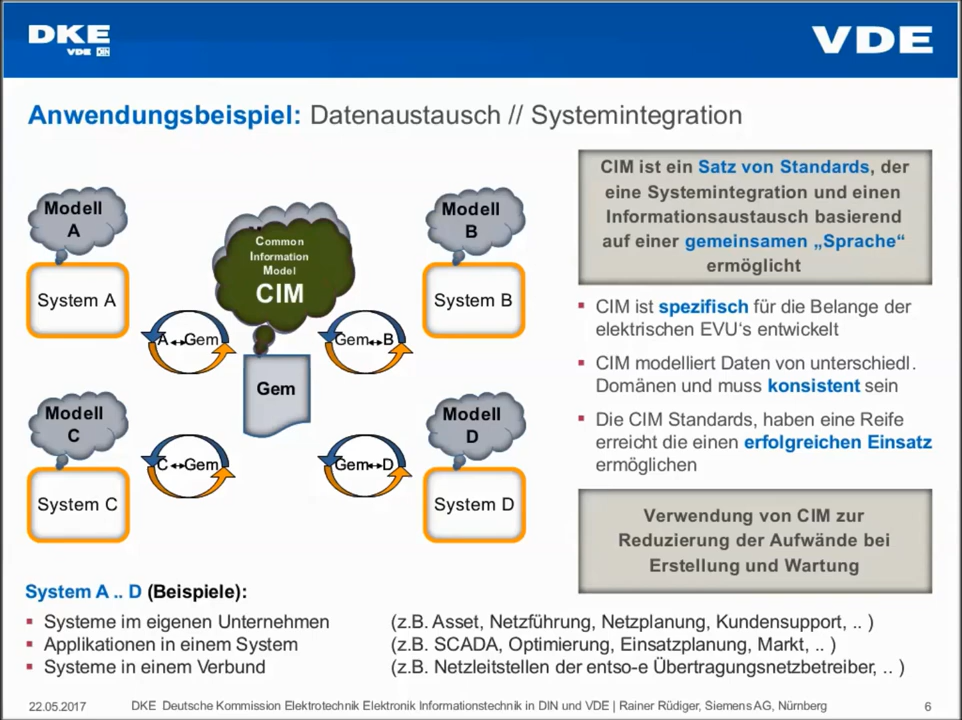 DKE
VDE DIN
VDE
Anwendungsbeispiel: Datenaustausch // Systemintegration
Modell
A
System A
Common
Information
Model
CIM
Modell
B
System B
A↔Gem
Gem↔B
Gem
Modell
C
System C
C↔Gem
Gem↔D
Modell
D
System D
CIM ist ein Satz von Standards, der
eine Systemintegration und einen
Informationsaustausch basierend
auf einer gemeinsamen „Sprache“
ermöglicht
▪ CIM ist spezifisch für die Belange der
elektrischen EVU‘s entwickelt
▪ CIM modelliert Daten von unterschiedl.
Domänen und muss konsistent sein
▪ Die CIM Standards, haben eine Reife
erreicht die einen erfolgreichen Einsatz
ermöglichen
Verwendung von CIM zur
Reduzierung der Aufwände bei
Erstellung und Wartung
System A .. D (Beispiele):
▪ Systeme im eigenen Unternehmen (z.B. Asset, Netzführung, Netzplanung, Kundensupport, .. )
▪ Applikationen in einem System (z.B. SCADA, Optimierung, Einsatzplanung, Markt, .. )
▪ Systeme in einem Verbund (z.B. Netzleitstellen der entso-e Übertragungsnetzbetreiber, .. )
22.05.2017 DKE Deutsche Kommission Elektrotechnik Elektronik Informationstechnik in DIN und VDE | Rainer Rüdiger, Siemens AG, Nürnberg 6